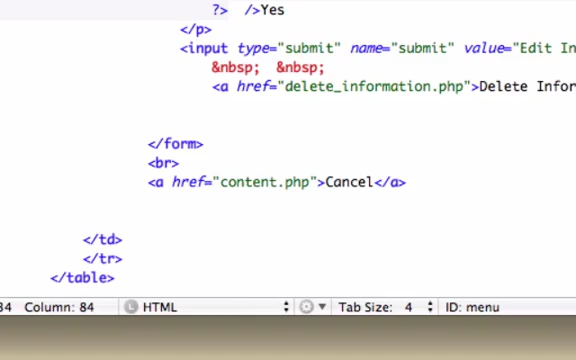 ?>  />Yes
</p>
<input type="submit" name="submit" value="Edit In
&nbsp;  &nbsp;
<a href="delete_information.php">Delete Infor
</form>
<br>
<a href="content.php">Cancel</a>
</td>
</tr>
</table>
34 Column: 84 L HTML Tab Size: 4 ID: menu